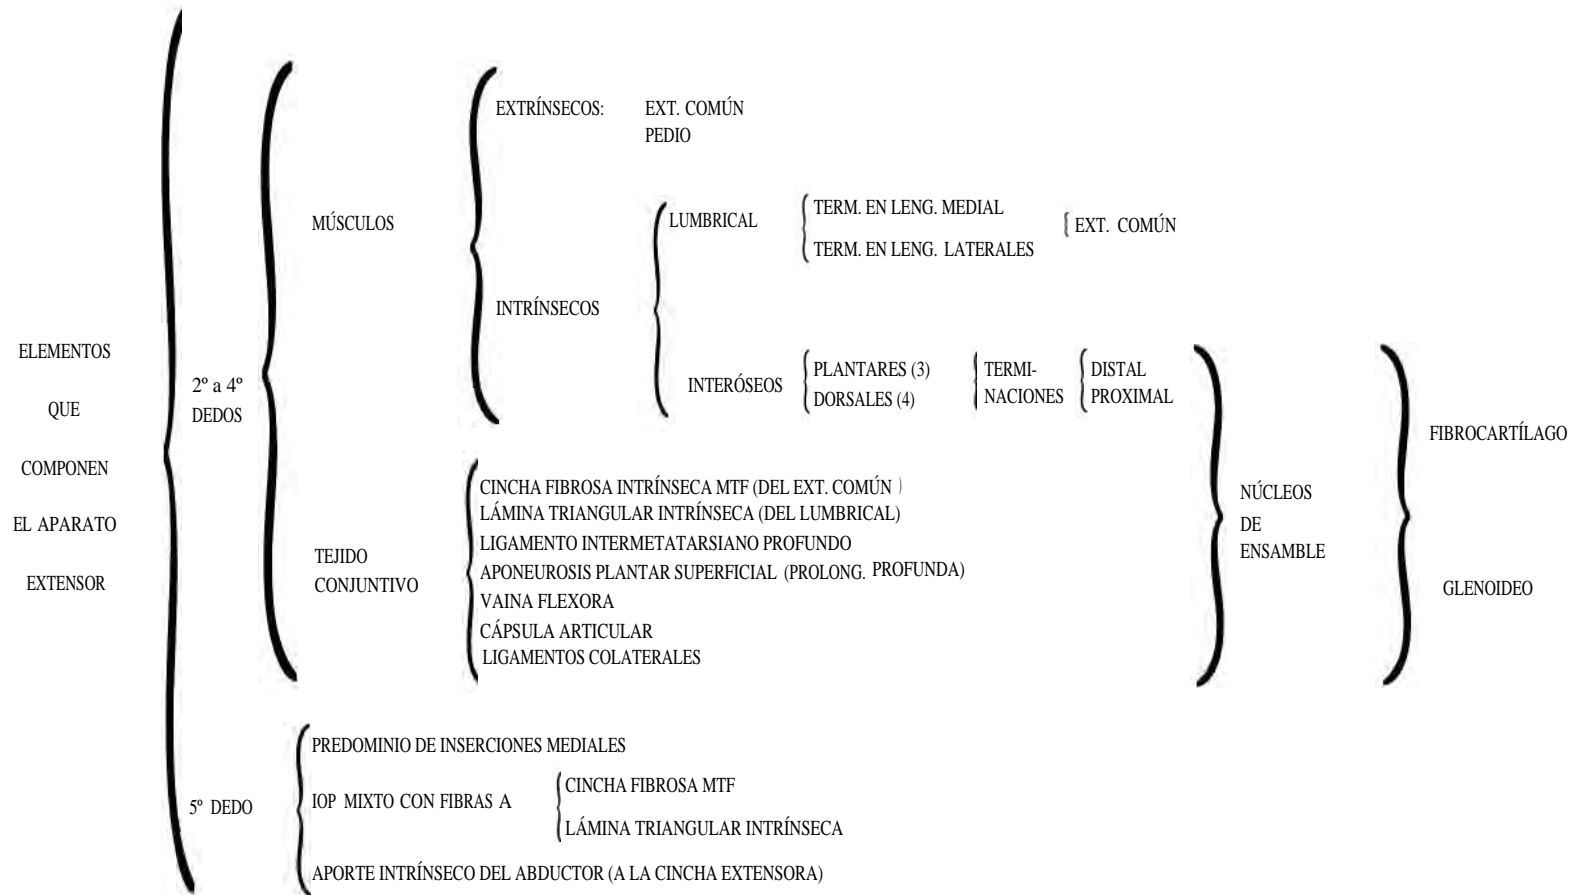 ELEMENTOS
QUE
COMPONEN
EL APARATO
EXTENSOR
2º a 4º
DEDOS
MÚSCULOS
EXTRÍNSECOS: EXT. COMÚN
PEDIO
INTRÍNSECOS
LUMBRICAL
TERM. EN LENG. MEDIAL
TERM. EN LENG. LATERALES
EXT. COMÚN
INTERÓSEOS
PLANTARES (3)
DORSALES (4)
TERMI-
NACIONES
DISTAL
PROXIMAL
TEJIDO
CONJUNTIVO
CINCHA FIBROSA INTRÍNSECA MTF (DEL EXT. COMÚN )
LÁMINA TRIANGULAR INTRÍNSECA (DEL LUMBRICAL)
LIGAMENTO INTERMETATARSIANO PROFUNDO
APONEUROSIS PLANTAR SUPERFICIAL (PROLONG. PROFUNDA)
VAINA FLEXORA
CÁPSULA ARTICULAR
LIGAMENTOS COLATERALES
NÚCLEOS
DE
ENSAMBLE
FIBROCARTÍLAGO
GLENOIDEO
5º DEDO
PREDOMINIO DE INSERCIONES MEDIALES
IOP MIXTO CON FIBRAS A
CINCHA FIBROSA MTF
LÁMINA TRIANGULAR INTRÍNSECA
APORTE INTRÍNSECO DEL ABDUCTOR (A LA CINCHA EXTENSORA)